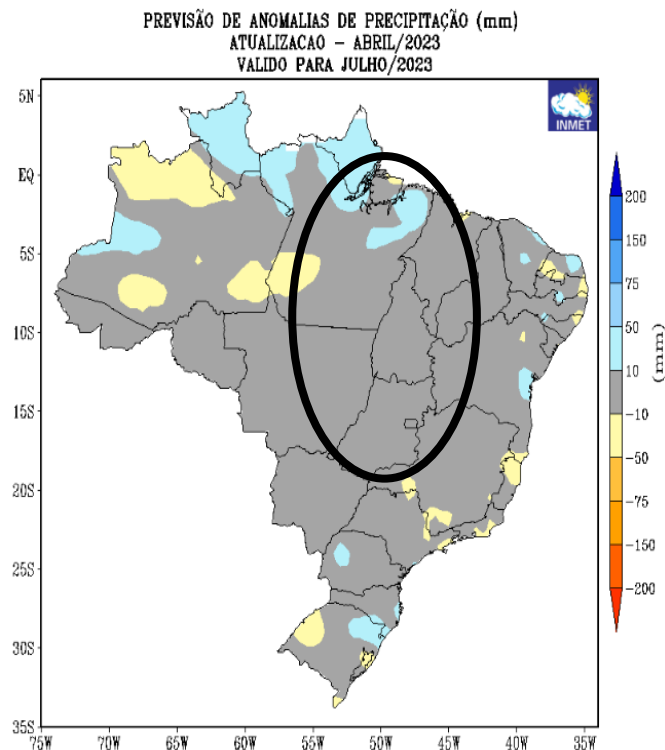 PREVISÃO DE ANOMALIAS DE PRECIPITAÇÃO (mm)
ATUALIZACAO – ABRIL/2023
VALIDO PARA JULHO/2023
INMET
5N
EQ
5S
10S
15S
20S
25S
30S
35S
75W
70W
65W
60W
55W
50W
45W
40W
35W
200
150
75
50
10
-10
-50
-75
-150
-200
(mm)